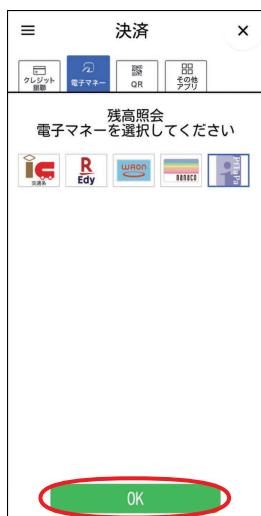 決済
クレジット
銀聯
電子マネー
QR
その他
アプリ
残高照会
電子マネーを選択してください
ic
交通系
R
Edy
WAON
nanaco
PiTaPa
OK